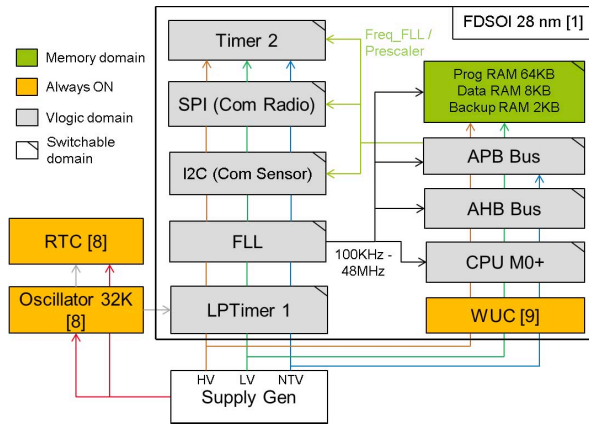 FDSOI 28 nm [1]
Memory domain
Always ON
Vlogic domain
Switchable
domain
Timer 2
Freq_FLL /
Prescaler
SPI (Com Radio)
I2C (Com Sensor)
FLL
LPTimer 1
Prog RAM 64KB
Data RAM 8KB
Backup RAM 2KB
APB Bus
AHB Bus
100KHz -
48MHz
CPU M0+
WUC [9]
RTC [8]
Oscillator 32K
[8]
HV LV NTV
Supply Gen